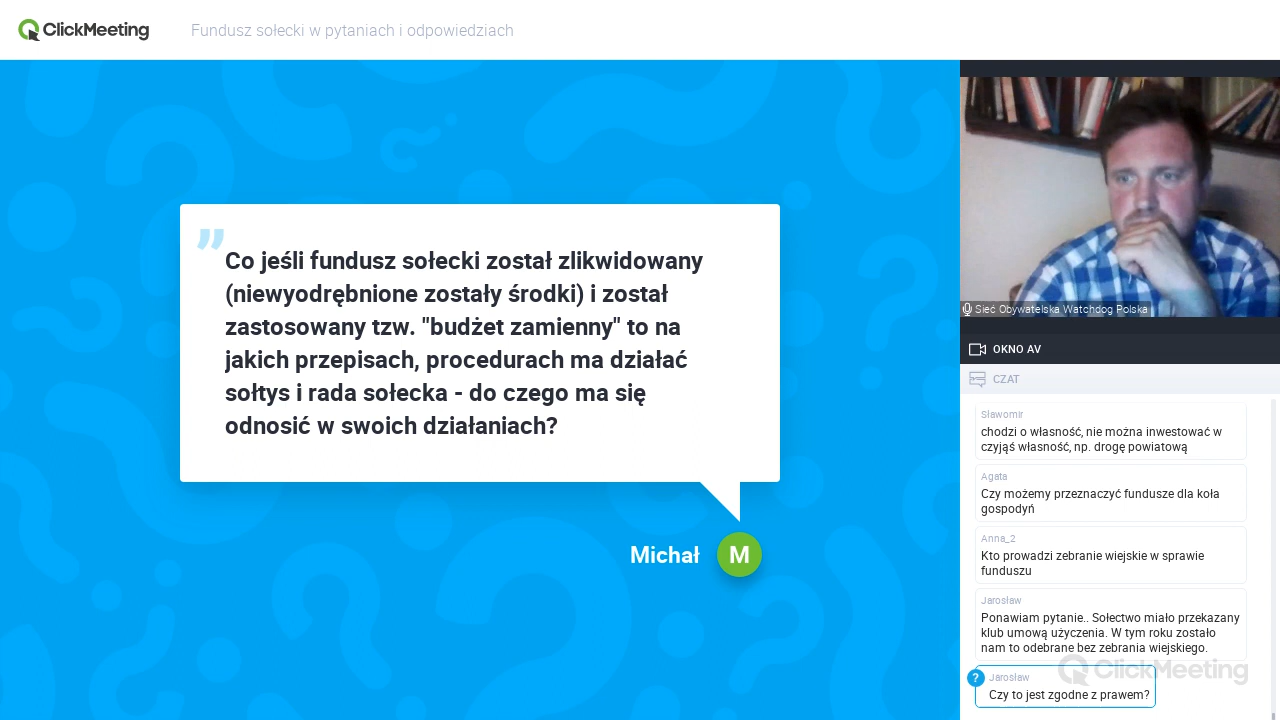 ClickMeeting
Fundusz sołecki w pytaniach i odpowiedziach
”
Co jeśli fundusz sołecki został zlikwidowany
(niewyodrębnione zostały środki) i został
zastosowany tzw. "budżet zamienny" to na
jakich przepisach, procedurach ma działać
sołtys i rada sołecka - do czego ma się
odnosić w swoich działaniach?
Michał M
Sieć Obywatelska Watchdog Polska
OKNO AV
CZAT
Sławomir
chodzi o własność, nie można inwestować w
czyjąś własność, np. drogę powiatową
Agata
Czy możemy przeznaczyć fundusze dla koła
gospodyń
Anna_2
Kto prowadzi zebranie wiejskie w sprawie
funduszu
Jarosław
Ponawiam pytanie.. Sołectwo miało przekazany
klub umową użyczenia. W tym roku zostało
nam to odebrane bez zebrania wiejskiego.
ClickMeeting
? Jarosław
Czy to jest zgodne z prawem?